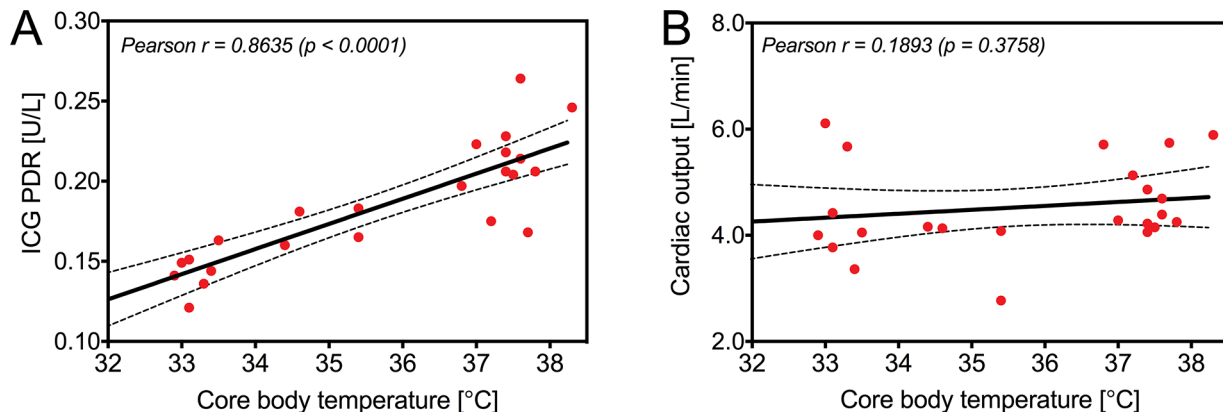 A
Pearson r = 0.8635 (p < 0.0001)
ICG PDR [U/L]
0.30
0.25
0.20
0.15
0.10
32 33 34 35 36 37 38
Core body temperature [°C]
B
Pearson r = 0.1893 (p = 0.3758)
Cardiac output [L/min]
8.0
6.0
4.0
2.0
32 33 34 35 36 37 38
Core body temperature [°C]